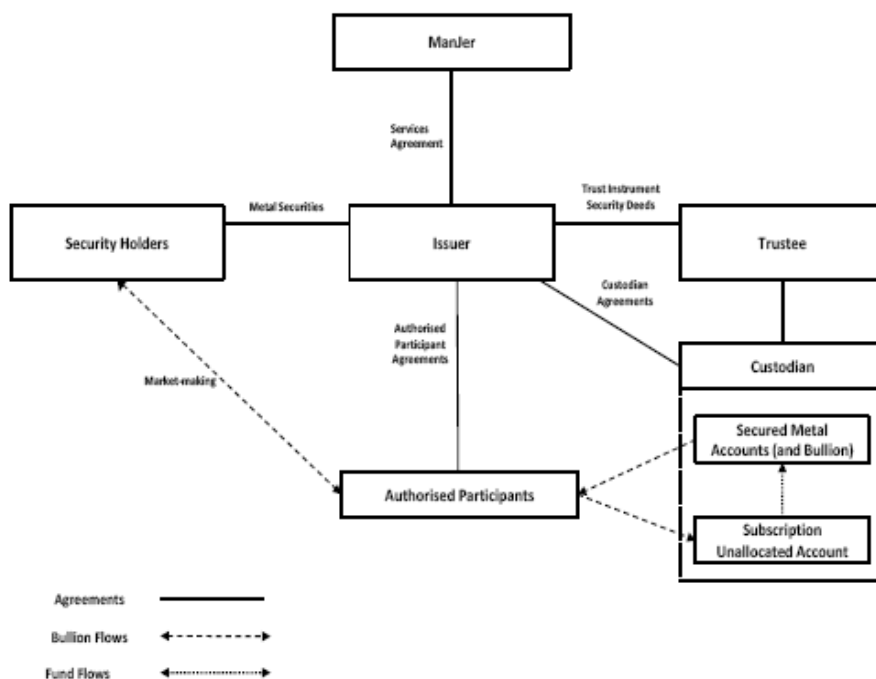 ManJer
Services
Agreement
Metal Securities
Trust Instrument
Security Deeds
Security Holders
Issuer
Trustee
Custodian
Agreements
Authorised
Participant
Agreements
Custodian
Market-making
Secured Metal
Accounts (and Bullion)
Authorised Participants
Subscription
Unallocated Account
Agreements
Bullion Flows
Fund Flows